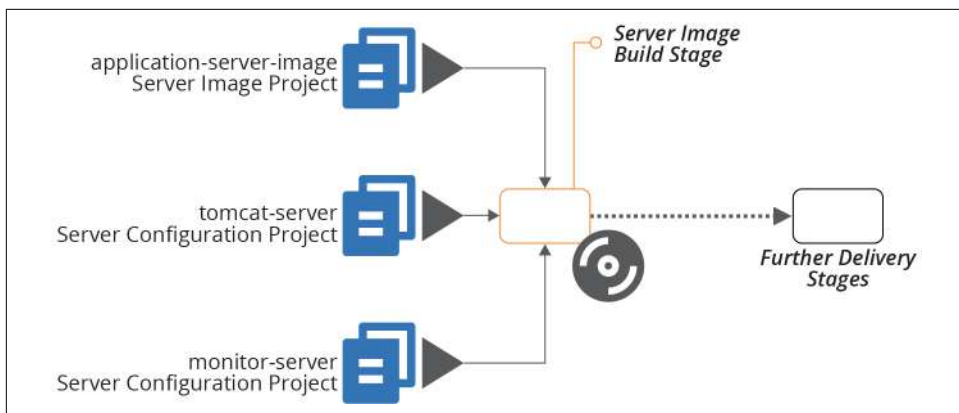 application-server-image
Server Image Project
Server Image
Build Stage
tomcat-server
Server Configuration Project
Further Delivery
Stages
monitor-server
Server Configuration Project